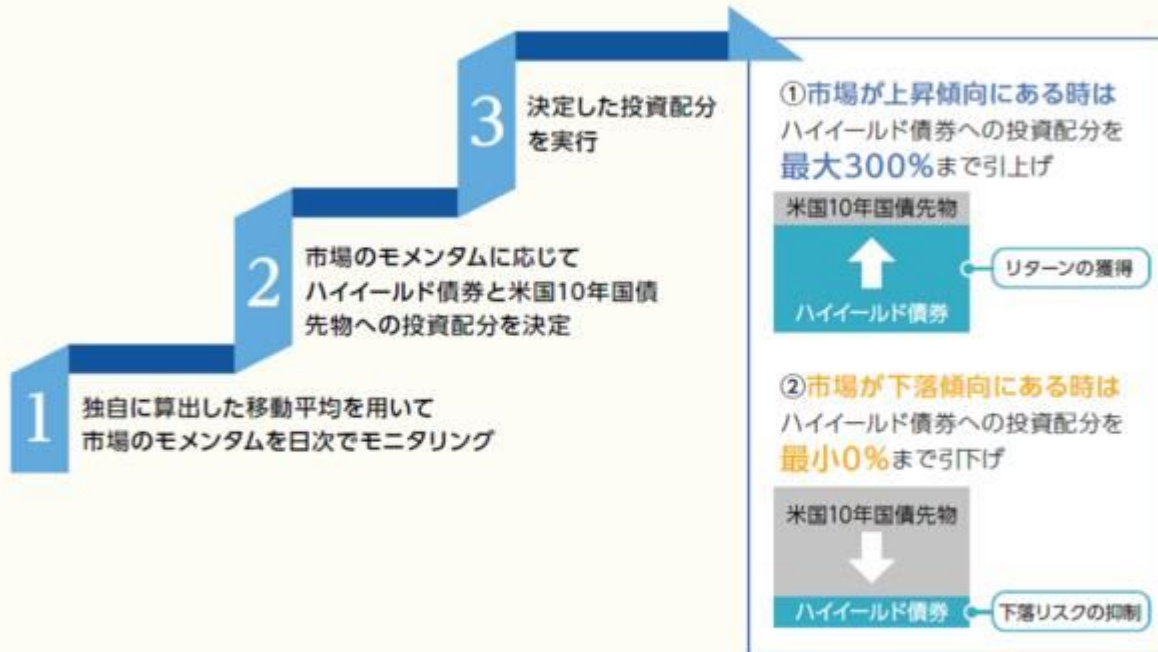 1
独自に算出した移動平均を用いて
市場のモメンタムを日次でモニタリング
2
市場のモメンタムに応じて
ハイイールド債券と米国10年国債
先物への投資配分を決定
3
決定した投資配分
を実行
①市場が上昇傾向にある時は
ハイイールド債券への投資配分を
最大300%まで引上げ
米国10年国債先物
ハイイールド債券
リターンの獲得
②市場が下落傾向にある時は
ハイイールド債券への投資配分を
最小0%まで引下げ
米国10年国債先物
ハイイールド債券
下落リスクの抑制